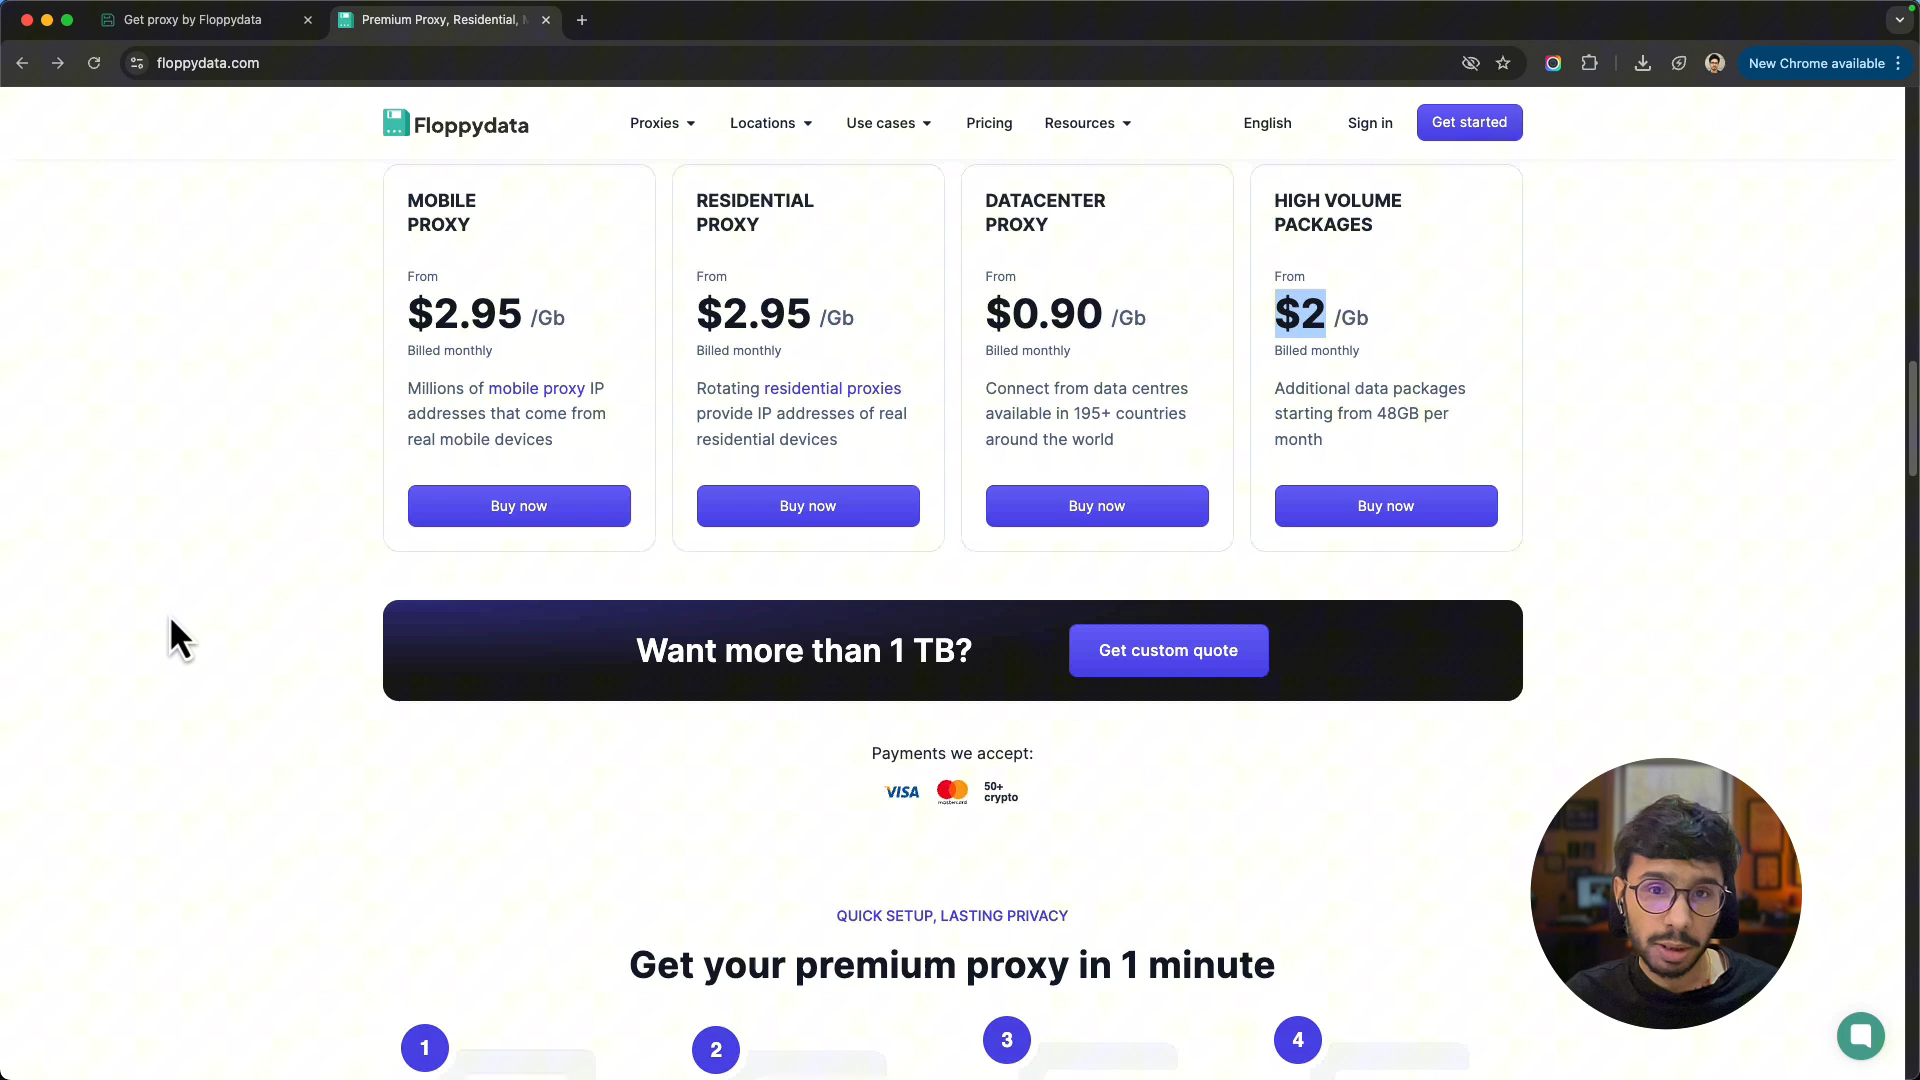 Get proxy by Floppydata
Premium Proxy, Residential,
floppydata.com
New Chrome available
Floppydata
Proxies
Locations
Use cases
Pricing
Resources
English
Sign in
Get started
MOBILE
PROXY
From
$2.95 /Gb
Billed monthly
Millions of mobile proxy IP
addresses that come from
real mobile devices
Buy now
RESIDENTIAL
PROXY
From
$2.95 /Gb
Billed monthly
Rotating residential proxies
provide IP addresses of real
residential devices
Buy now
DATACENTER
PROXY
From
$0.90 /Gb
Billed monthly
Connect from data centres
available in 195+ countries
around the world
Buy now
HIGH VOLUME
PACKAGES
From
$2 /Gb
Billed monthly
Additional data packages
starting from 48GB per
month
Buy now
Want more than 1 TB?
Get custom quote
Payments we accept:
VISA
mastercard
50+
crypto
QUICK SETUP, LASTING PRIVACY
Get your premium proxy in 1 minute
1
2
3
4